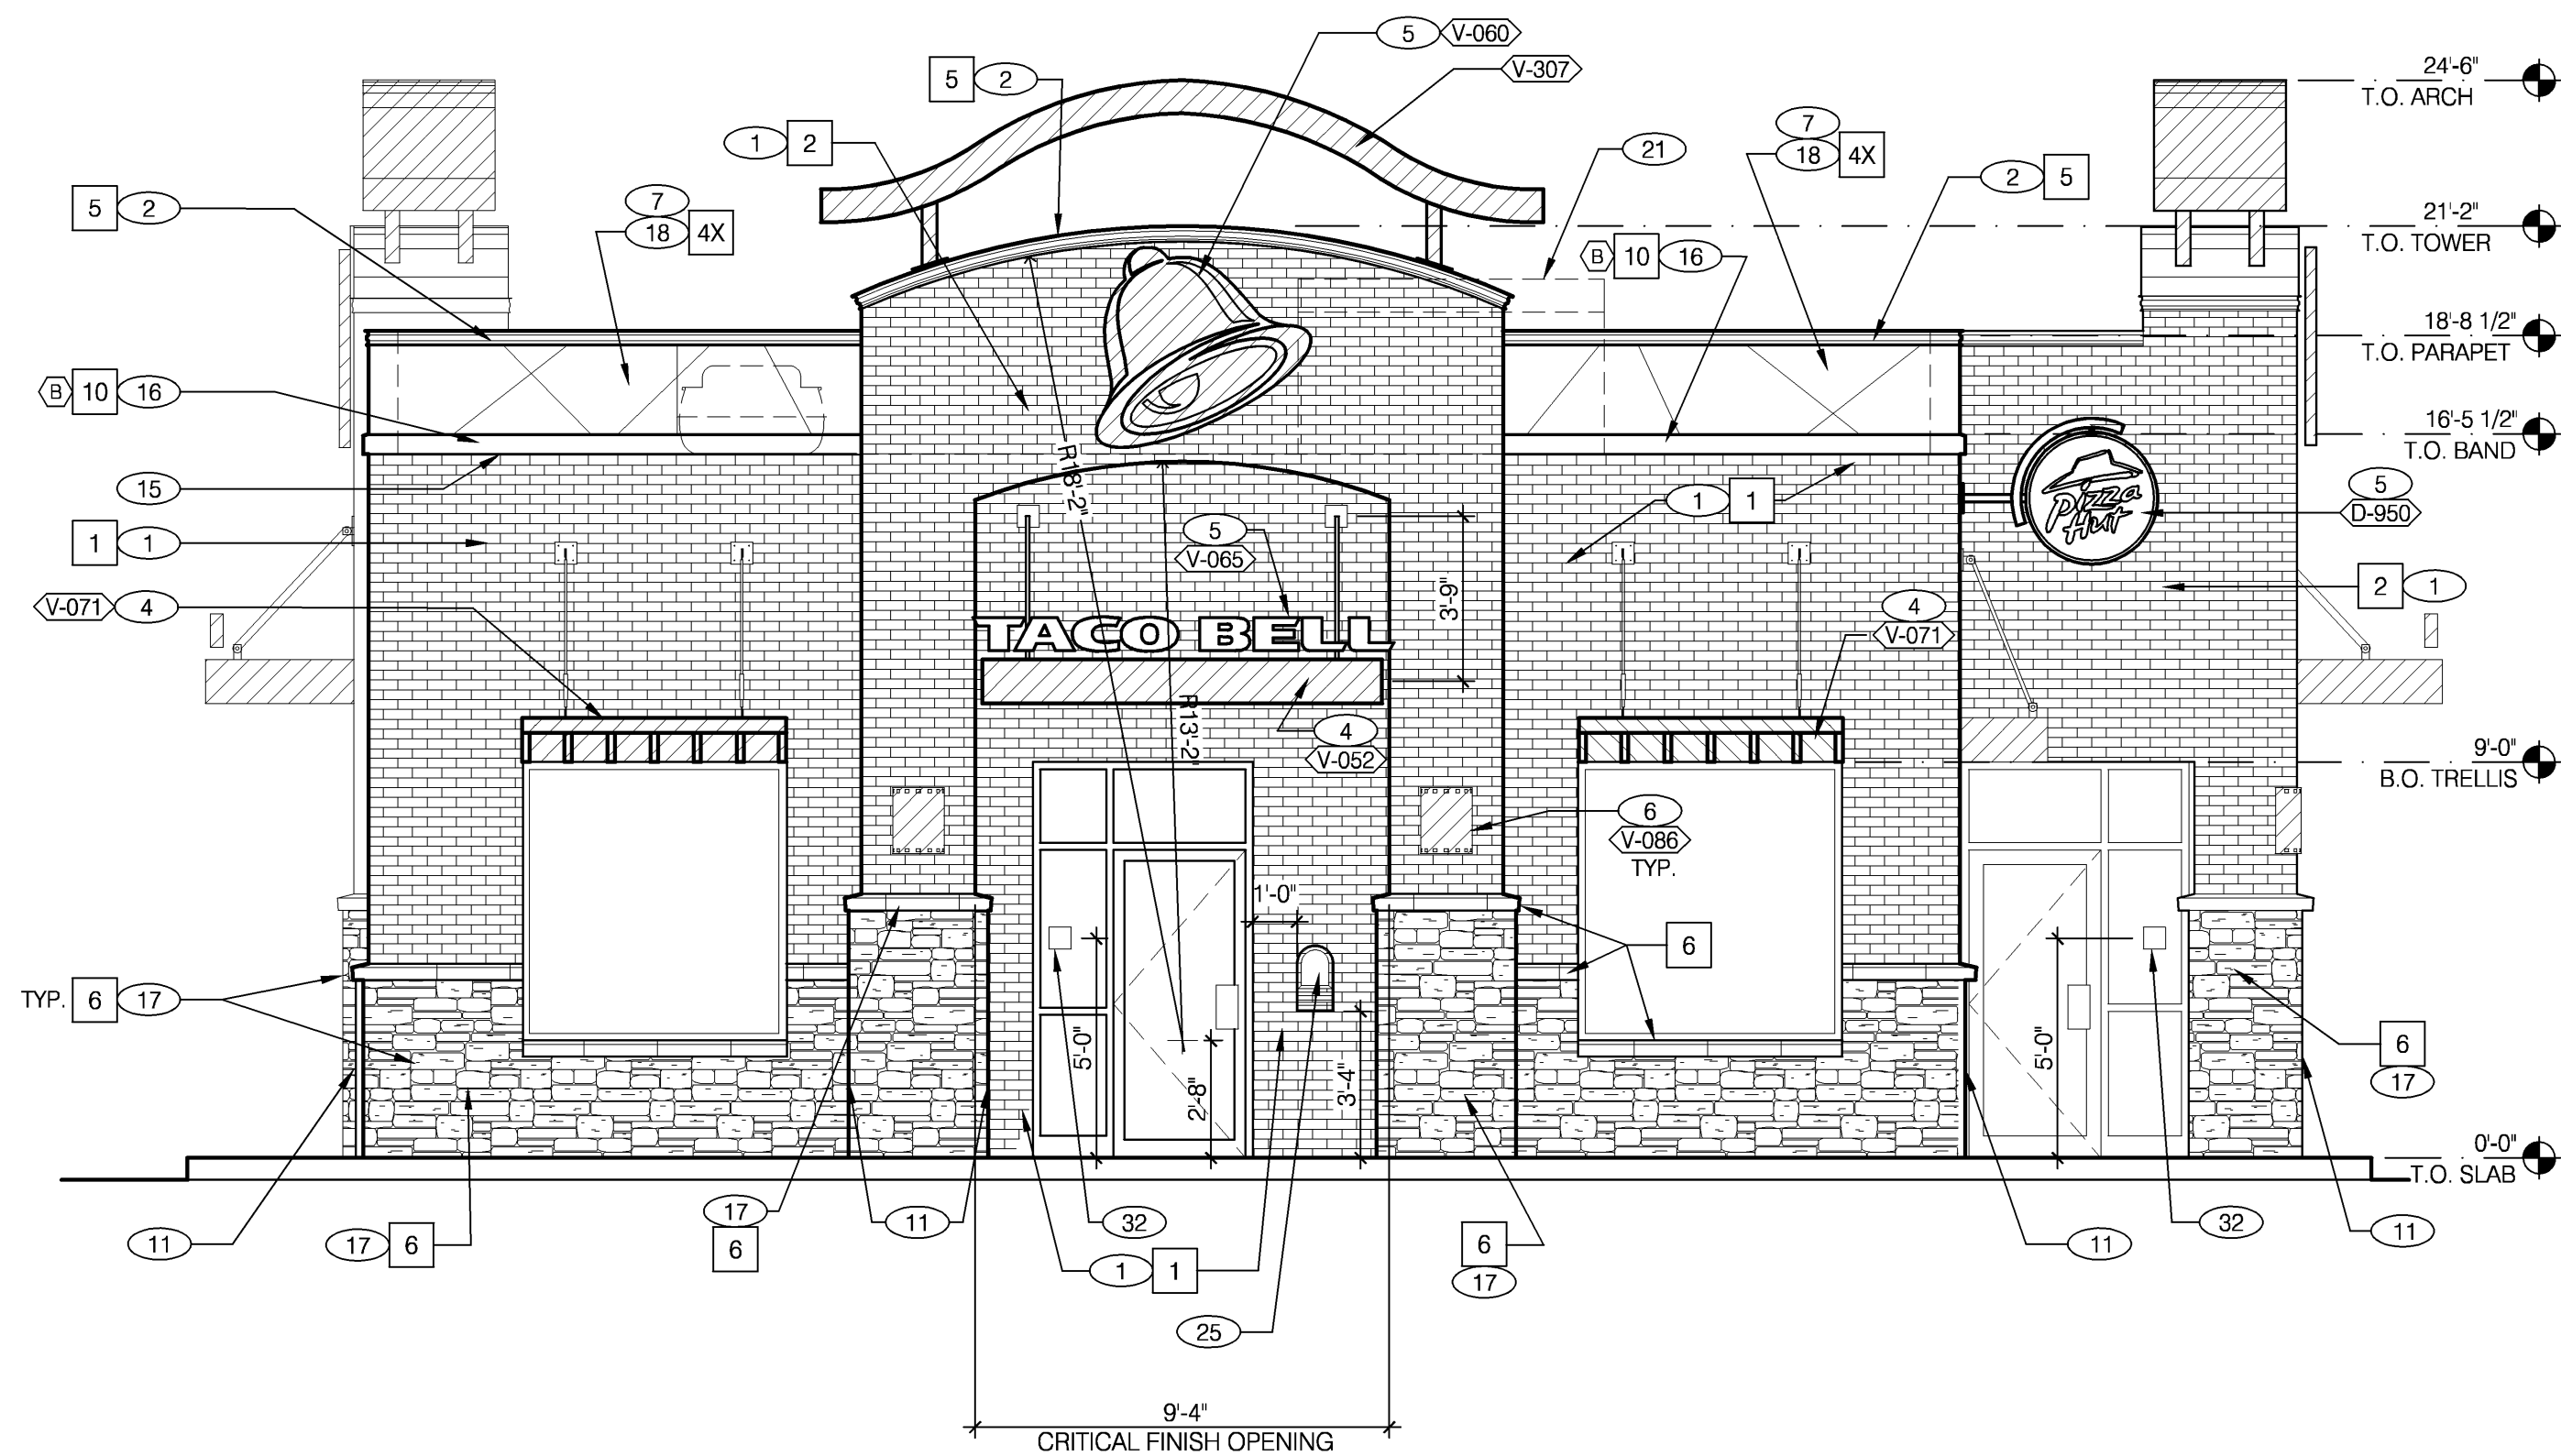 5 V-060
V-307
5 2
24'-6"
T.O. ARCH
1 2
7
18 4X
21
2 5
5 2
7
18 4X
21'-2"
T.O. TOWER
B 10 16
18'-8 1/2"
T.O. PARAPET
B 10 16
16'-5 1/2"
T.O. BAND
R18'-2"
Pizza
Hut
15
1 1
5
D-950
1 1
5
V-065
3'-9"
2 1
V-071 4
4
V-071
TACO BELL
R13'-2"
4
V-052
9'-0"
B.O. TRELLIS
6
V-086
TYP.
1'-0"
6
TYP. 6 17
5'-0"
2'-8"
3'-4"
5'-0"
6
17
0'-0"
T.O. SLAB
11
17 6
17
6
11
32
1 1
6
17
11
32
11
25
9'-4"
CRITICAL FINISH OPENING